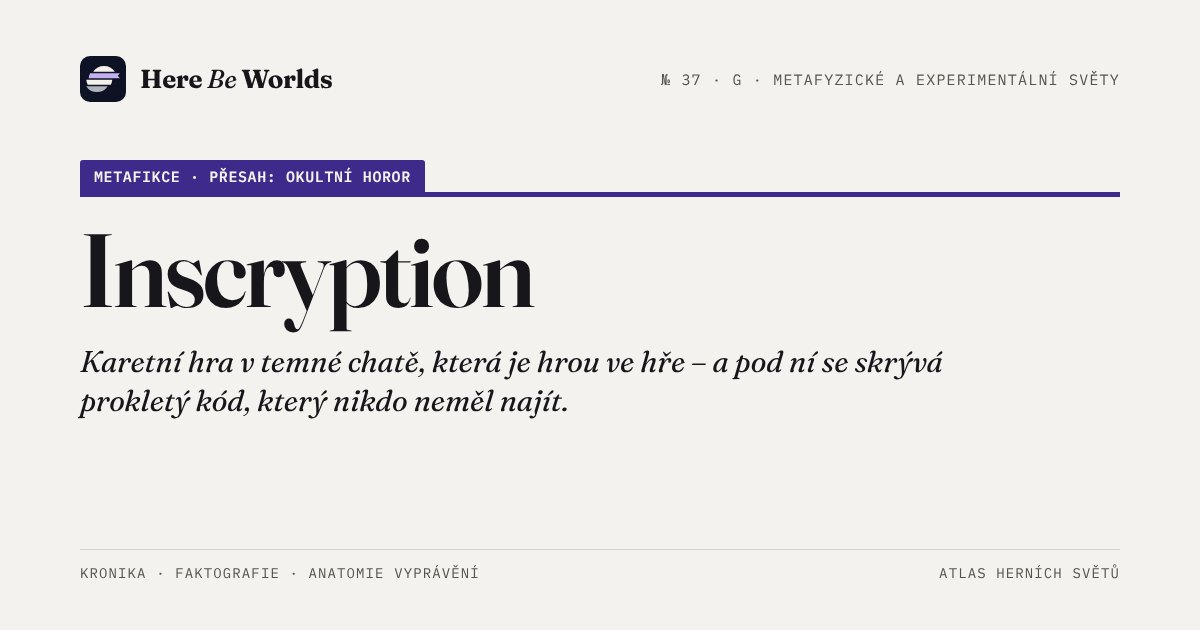 Here Be Worlds
№ 37 · G · METAFYZICKÉ A EXPERIMENTÁLNÍ SVĚTY
METAFIKCE · PŘESAH: OKULTNÍ HOROR
Inscryption
Karetní hra v temné chatě, která je hrou ve hře – a pod ní se skrývá
prokletý kód, který nikdo neměl najít.
KRONIKA · FAKTOGRAFIE · ANATOMIE VYPRÁVĚNÍ
ATLAS HERNÍCH SVĚTŮ